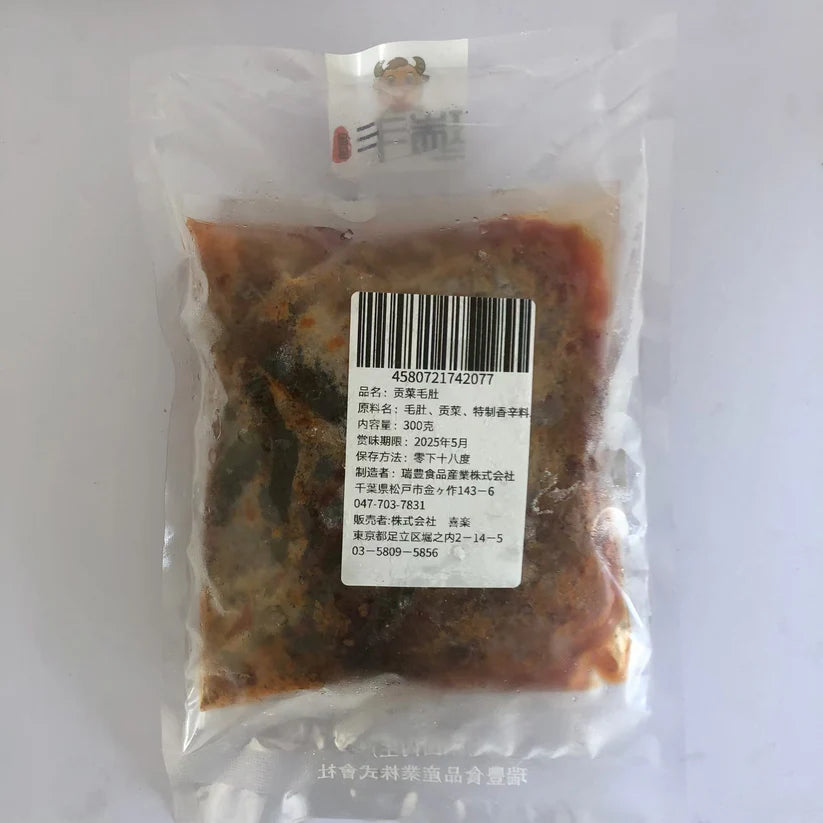 4580721742077
品名：贡菜毛肚
原料名：毛肚、贡菜、特制香辛料
内容量：300克
赏味期限：2025年5月
保存方法：零下十八度
制造者：瑞豊食品産業株式会社
千葉県松戸市金ヶ作143－6
047-703-7831
販売者:株式会社　喜楽
東京都足立区堀之内2－14－5
03－5809－5856
瑞豐食品産業株式會社